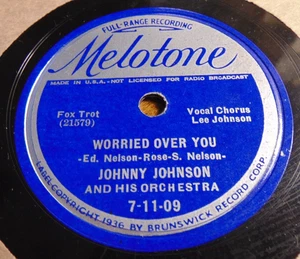 FULL-RANGE RECORDING
Melotone
MADE IN U.S.A.-NOT LICENSED FOR RADIO BROADCAST
Fox Trot
(21579)
Vocal Chorus
Lee Johnson
WORRIED OVER YOU
-Ed. Nelson-Rose-S. Nelson-
JOHNNY JOHNSON
AND HIS ORCHESTRA
7-11-09
LABEL COPYRIGHT 1936 BY BRUNSWICK RECORD CORP.